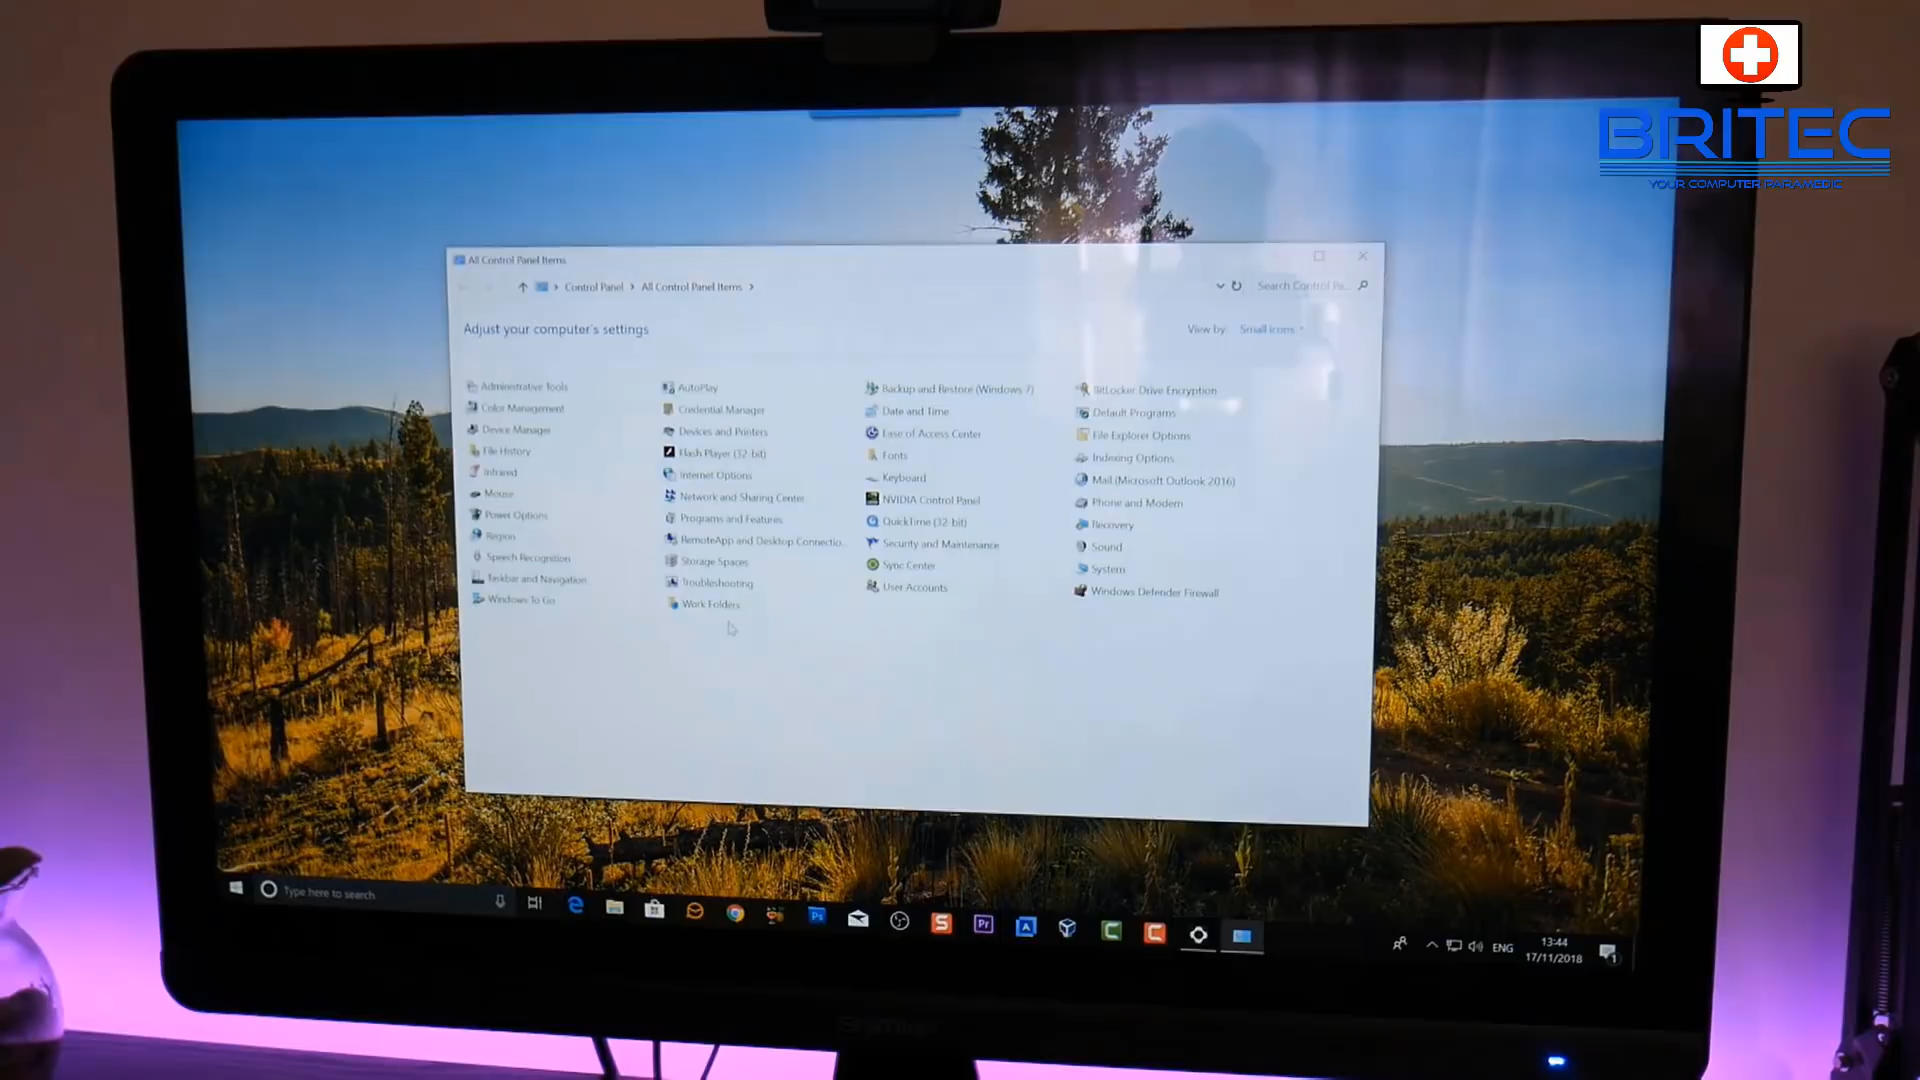 BRITEC
YOUR COMPUTER PARAMEDIC
All Control Panel Items
Control Panel
All Control Panel Items
Search Control Pa...
Adjust your computer's settings
View by:
Small icons
Administrative Tools
AutoPlay
Backup and Restore (Windows 7)
BitLocker Drive Encryption
Color Management
Credential Manager
Date and Time
Default Programs
Device Manager
Devices and Printers
Ease of Access Center
File Explorer Options
File History
Flash Player (32-bit)
Fonts
Indexing Options
Infrared
Internet Options
Keyboard
Mail (Microsoft Outlook 2016)
Mouse
Network and Sharing Center
NVIDIA Control Panel
Phone and Modem
Power Options
Programs and Features
QuickTime (32-bit)
Recovery
Region
RemoteApp and Desktop Connectio...
Security and Maintenance
Sound
Speech Recognition
Storage Spaces
Sync Center
System
Taskbar and Navigation
Troubleshooting
User Accounts
Windows Defender Firewall
Windows To Go
Work Folders
Type here to search
Ps
S
Pr
A
C
C
ENG
13:44
17/11/2018
1